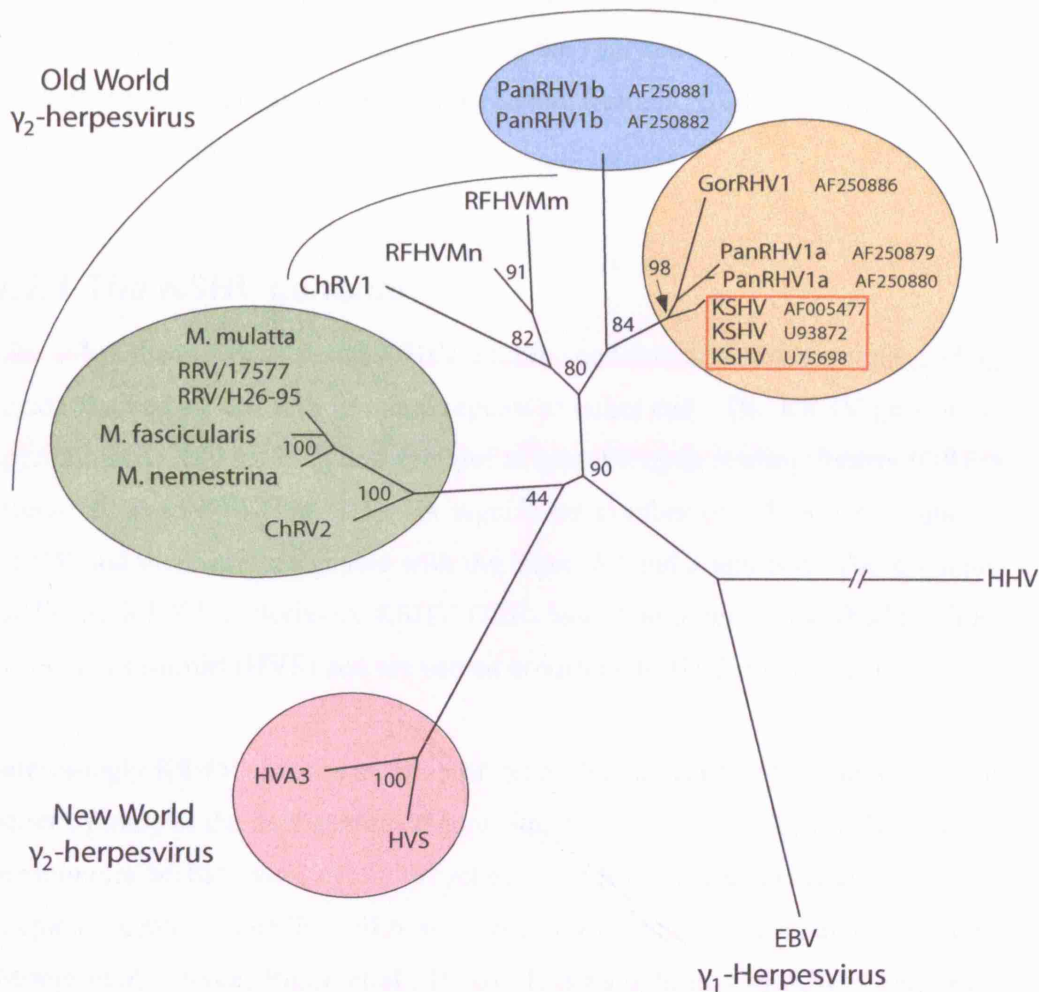 Old World
γ₂-herpesvirus
PanRHV1b AF250881
PanRHV1b AF250882
GorRHV1 AF250886
PanRHV1a AF250879
PanRHV1a AF250880
KSHV AF005477
KSHV U93872
KSHV U75698
98
84
RFHVMm
RFHVMn
91
ChRV1
82
80
M. mulatta
RRV/17577
RRV/H26-95
M. fascicularis
100
M. nemestrina
100
ChRV2
44
90
//
HHV
HVA3
100
HVS
New World
γ₂-herpesvirus
EBV
γ₁-Herpesvirus